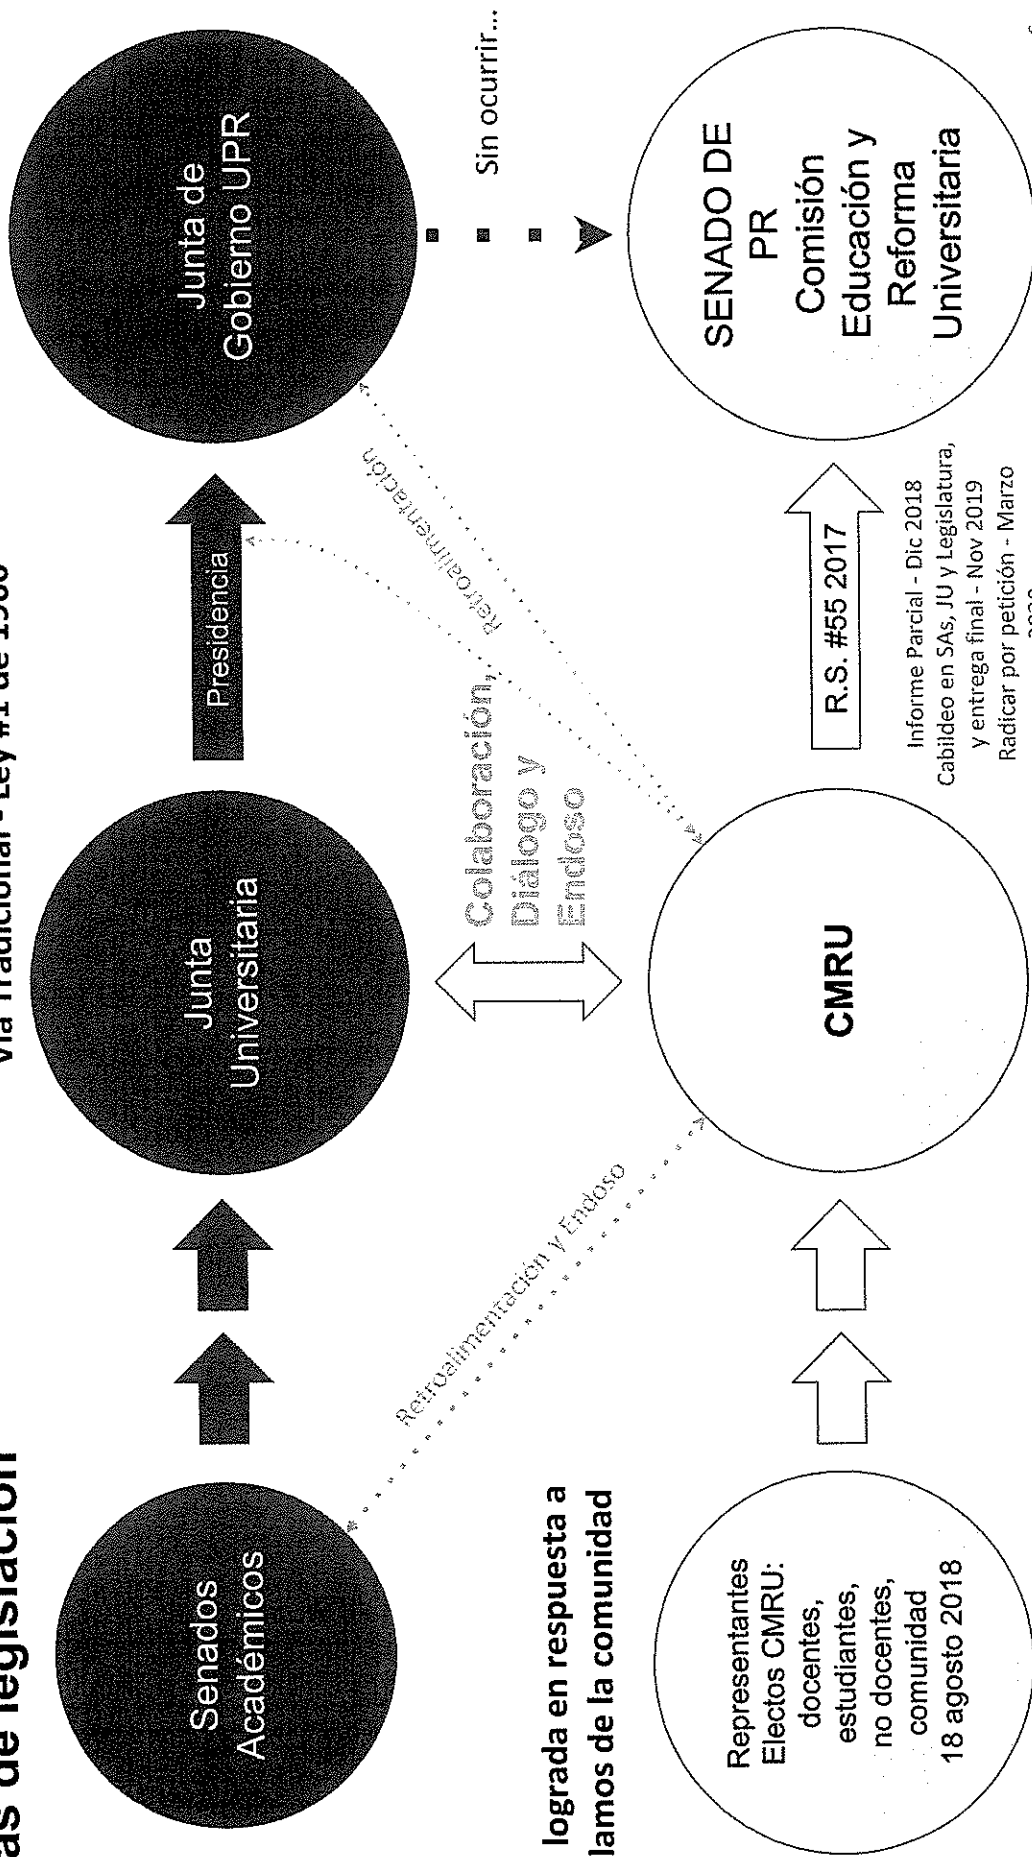 as de legislación
Vía Tradicional - Ley #1 de 1966
Senados
Académicos
Junta
Universitaria
Presidencia
Junta de
Gobierno UPR
Retroalimentación y Endoso
Colaboración,
Diálogo y
Endoso
Retroalimentación
Sin ocurrir...
lograda en respuesta a
lamos de la comunidad
Representantes
Electos CMRU:
docentes,
estudiantes,
no docentes,
comunidad
18 agosto 2018
CMRU
R.S. #55 2017
Informe Parcial - Dic 2018
Cabildeo en SAs, JU y Legislatura,
y entrega final - Nov 2019
Radicar por petición - Marzo
SENADO DE
PR
Comisión
Educación y
Reforma
Universitaria